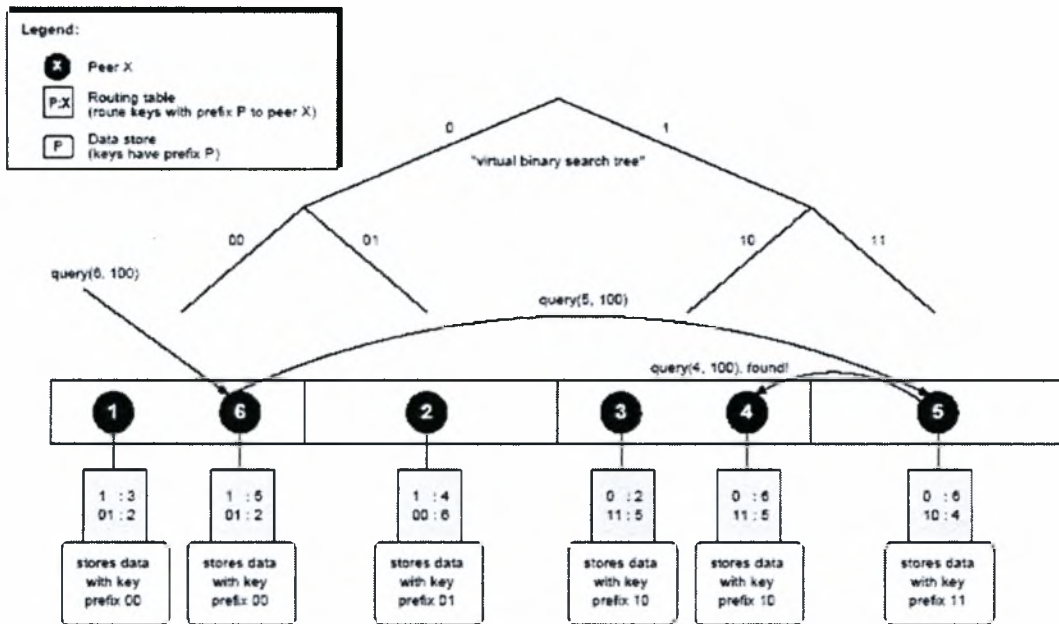 Legend:
X Peer X
P:X Routing table
(route keys with prefix P to peer X)
P Data store
(keys have prefix P)
0
1
"virtual binary search tree"
00
01
10
11
query(6, 100)
query(5, 100)
query(4, 100), found!
1
6
2
3
4
5
1 : 3
01 : 2
1 : 5
01 : 2
1 : 4
00 : 6
0 : 2
11 : 5
0 : 6
11 : 5
0 : 6
10 : 4
stores data
with key
prefix 00
stores data
with key
prefix 00
stores data
with key
prefix 01
stores data
with key
prefix 10
stores data
with key
prefix 10
stores data
with key
prefix 11